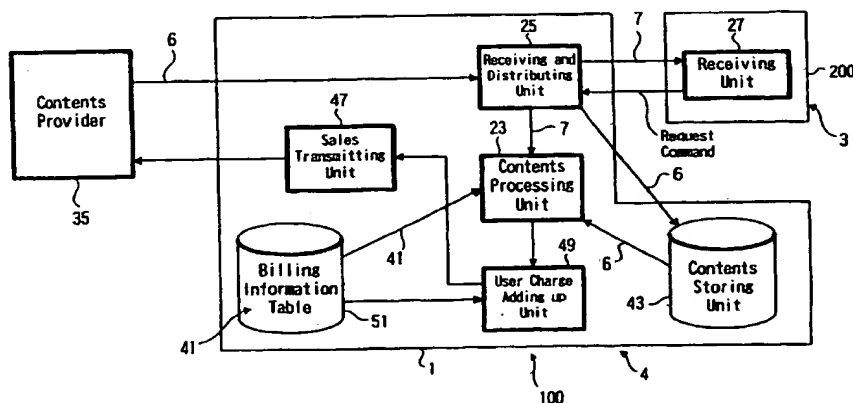 25
6
7
27
Receiving and
Distributing
Unit
Receiving
Unit
200
Contents
Provider
47
23
7
Request
Command
3
Sales
Transmitting
Unit
Contents
Processing
Unit
6
35
41
6
49
Billing
Information
Table
User Charge
Adding up
Unit
43
Contents
Storing
Unit
41
51
1
100
4